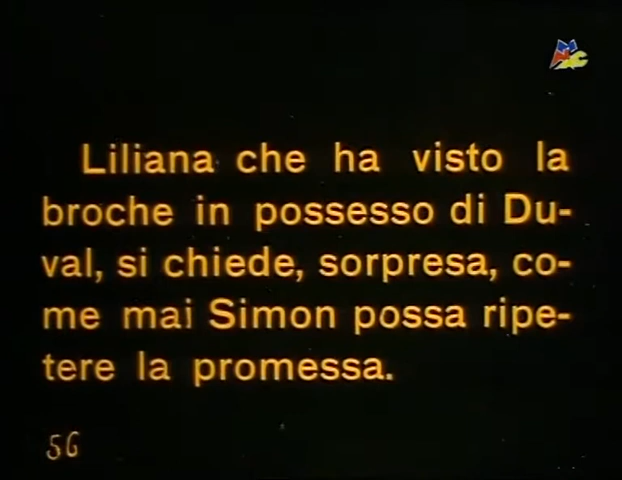 Liliana che ha visto la
broche in possesso di Du-
val, si chiede, sorpresa, co-
me mai Simon possa ripe-
tere la promessa.
56